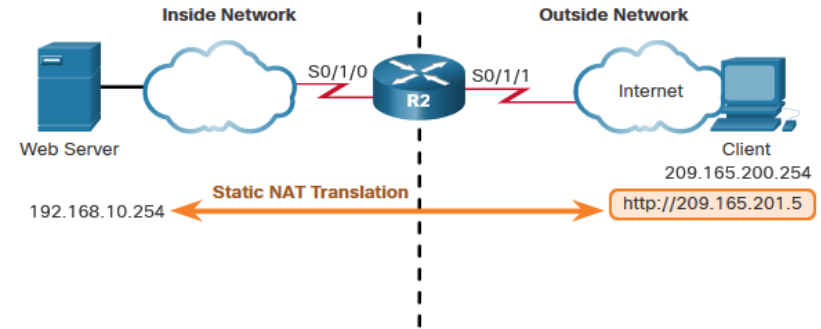 Inside Network
Outside Network
S0/1/0
S0/1/1
R2
Internet
Web Server
Client
209.165.200.254
Static NAT Translation
192.168.10.254
http://209.165.201.5